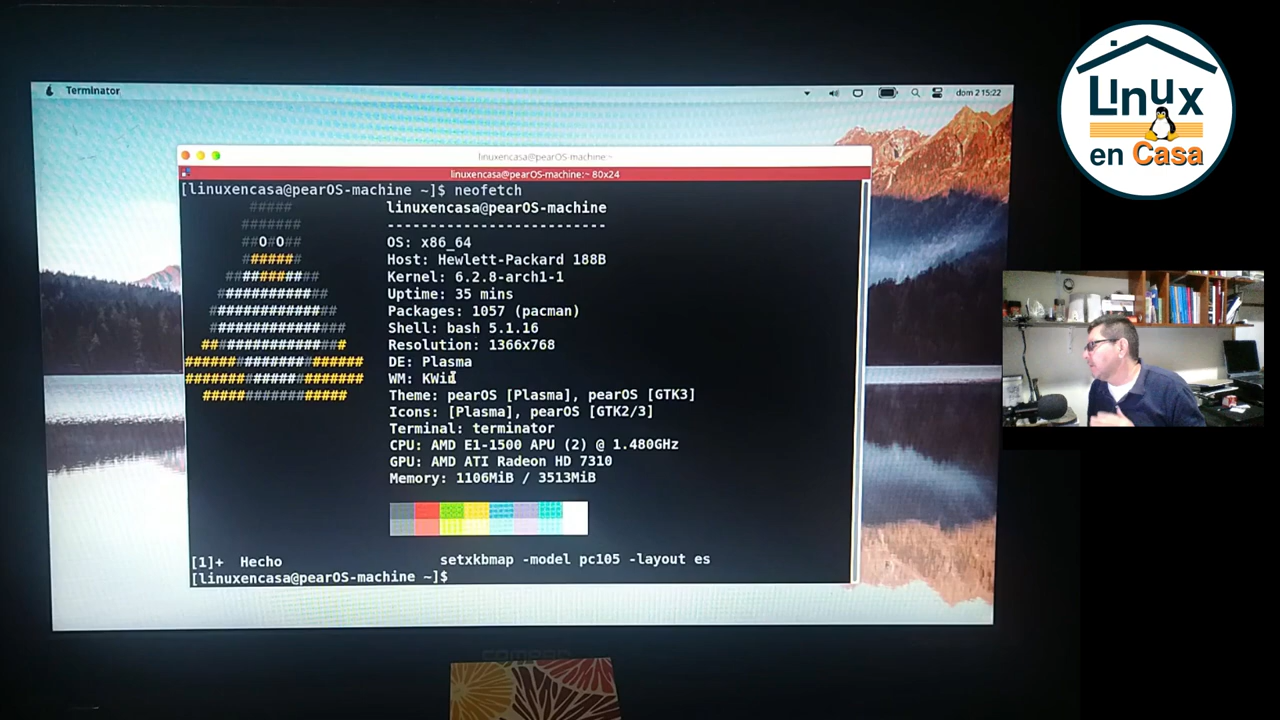 Terminator
dom 2 15:22
LInux
en Casa
linuxencasa@pearOS-machine:~
linuxencasa@pearOS-machine:~ 80x24
[linuxencasa@pearOS-machine ~]$ neofetch
#####
#######
##O#O##
#######
###########
#############
###############
################
#################
#####################
#####################
#################
linuxencasa@pearOS-machine
--------------------------
OS: x86_64
Host: Hewlett-Packard 188B
Kernel: 6.2.8-arch1-1
Uptime: 35 mins
Packages: 1057 (pacman)
Shell: bash 5.1.16
Resolution: 1366x768
DE: Plasma
WM: KWin
Theme: pearOS [Plasma], pearOS [GTK3]
Icons: [Plasma], pearOS [GTK2/3]
Terminal: terminator
CPU: AMD E1-1500 APU (2) @ 1.480GHz
GPU: AMD ATI Radeon HD 7310
Memory: 1106MiB / 3513MiB
[1]+  Hecho                   setxkbmap -model pc105 -layout es
[linuxencasa@pearOS-machine ~]$